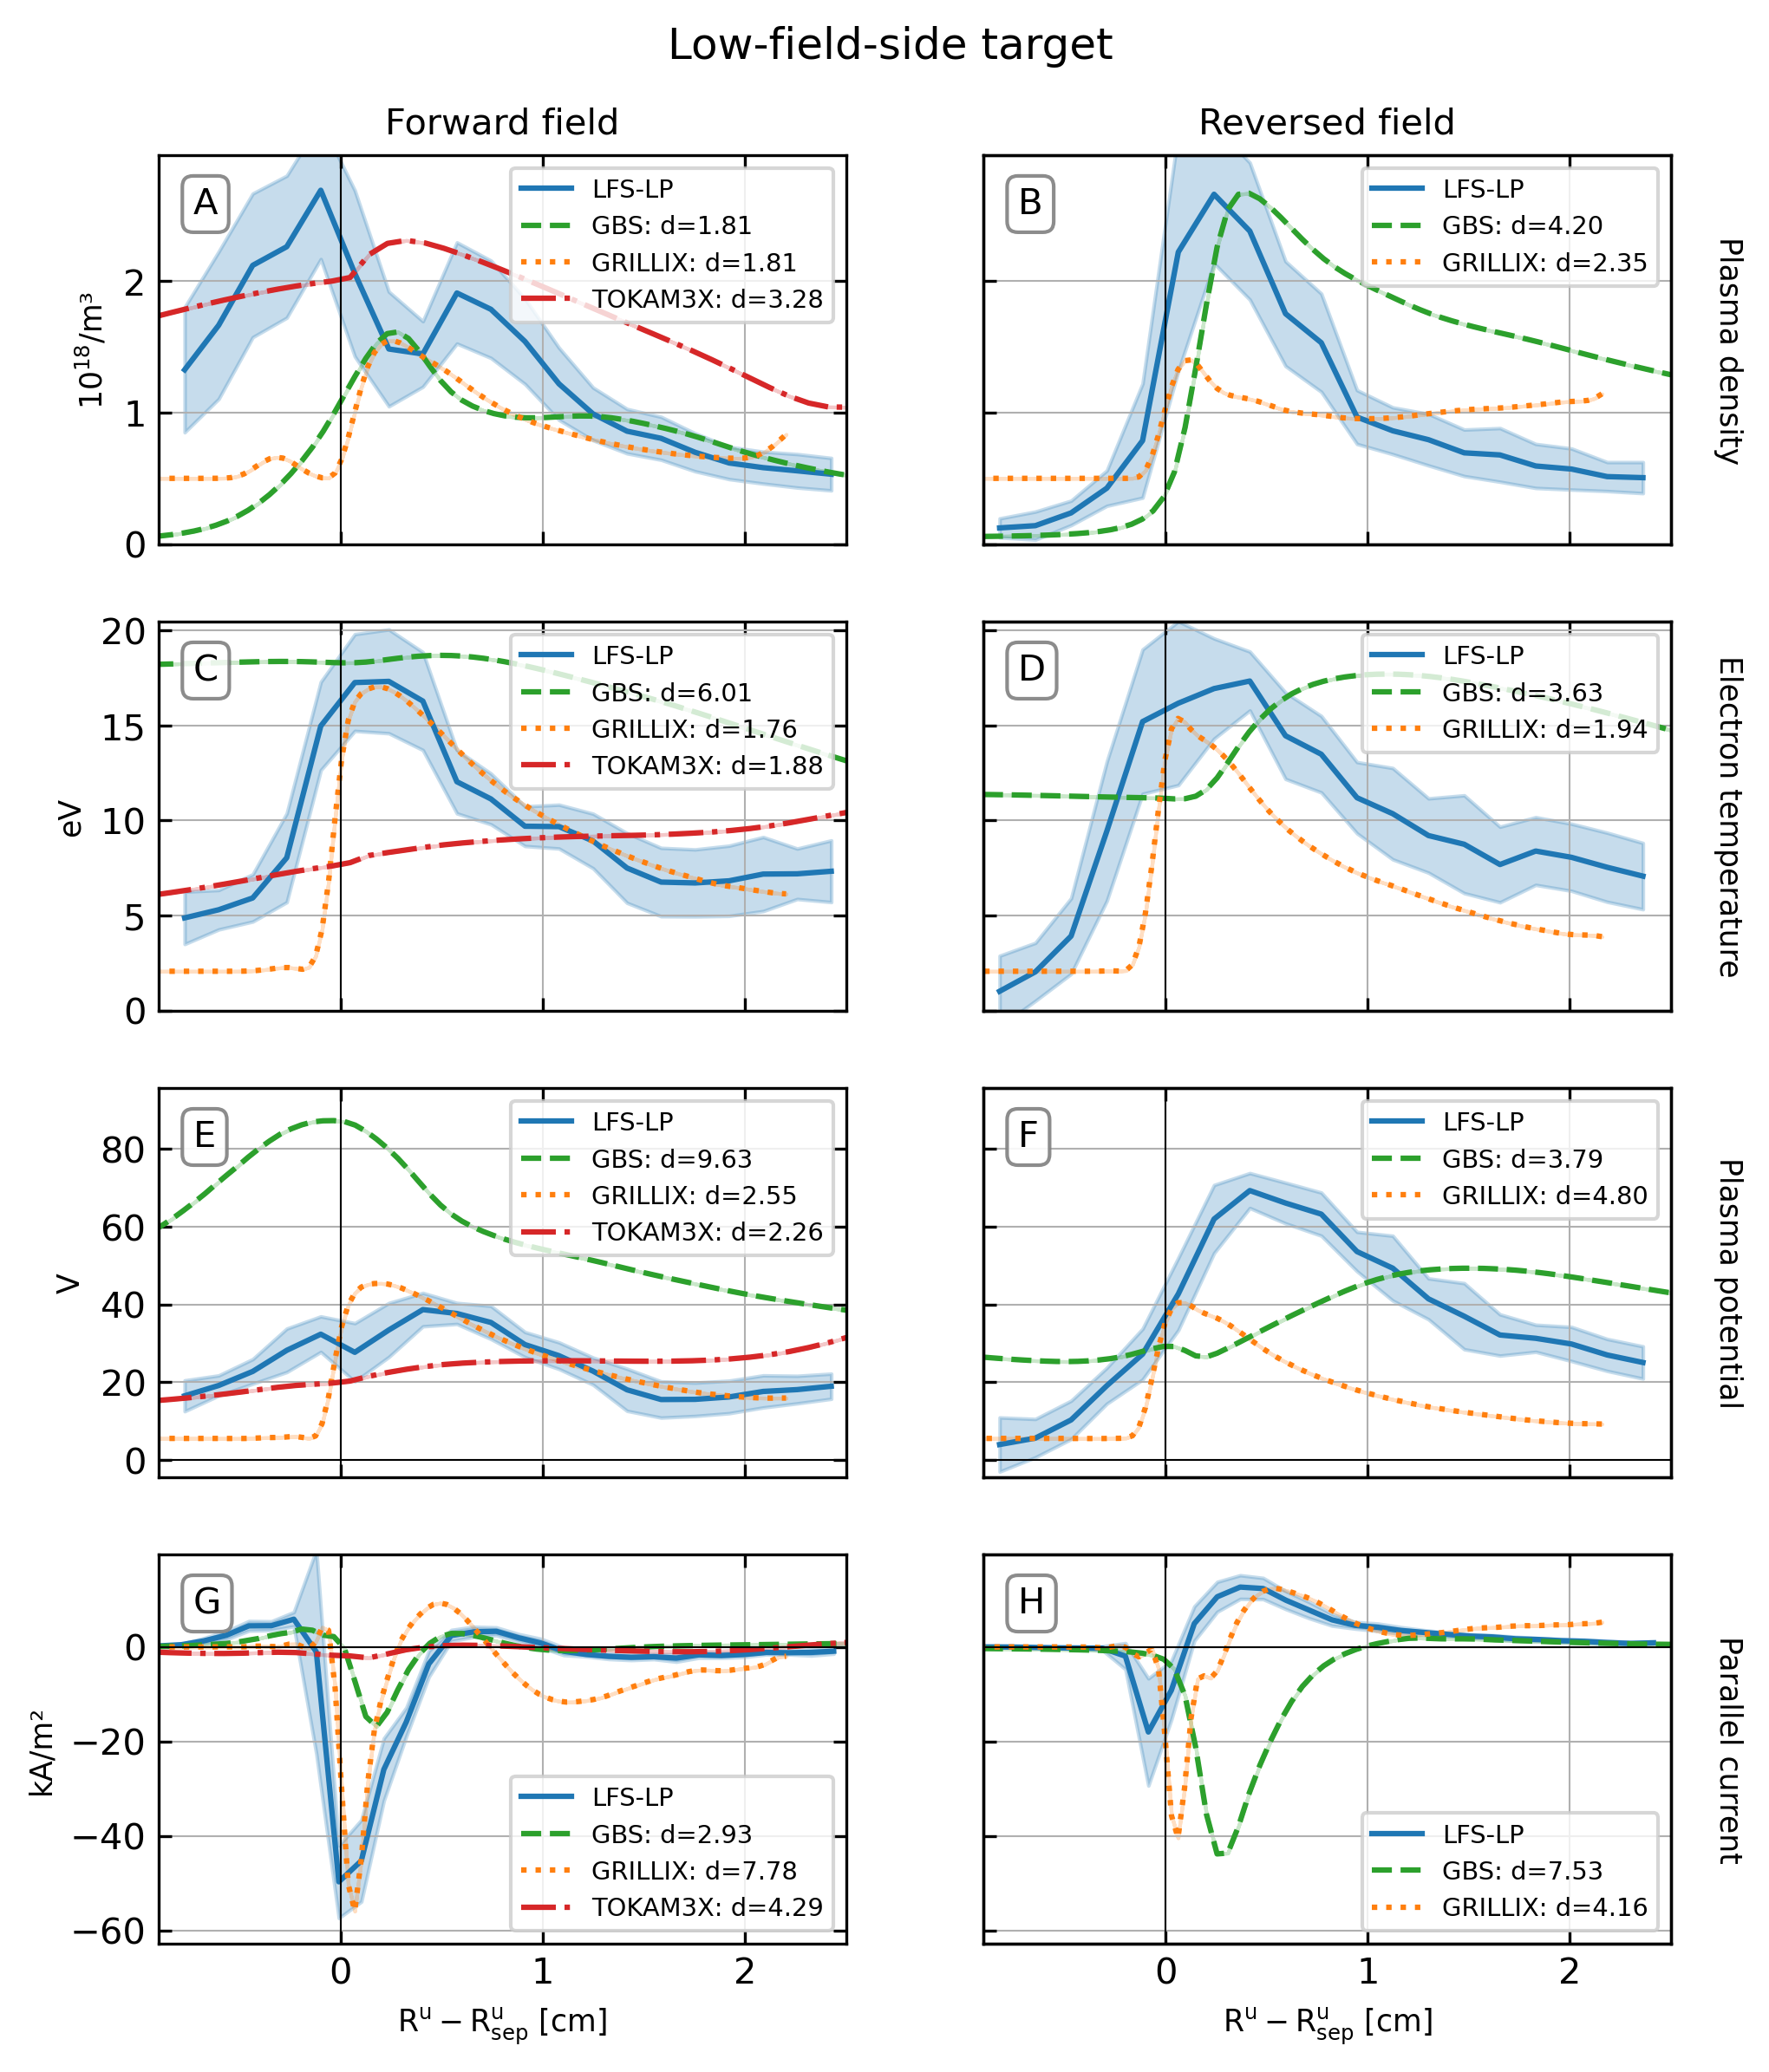 Low-field-side target
Forward field
Reversed field
A
LFS-LP
GBS: d=1.81
GRILLIX: d=1.81
TOKAM3X: d=3.28
2
1
0
10¹⁸/m³
B
LFS-LP
GBS: d=4.20
GRILLIX: d=2.35
Plasma density
C
LFS-LP
GBS: d=6.01
GRILLIX: d=1.76
TOKAM3X: d=1.88
20
15
10
5
0
eV
D
LFS-LP
GBS: d=3.63
GRILLIX: d=1.94
Electron temperature
E
LFS-LP
GBS: d=9.63
GRILLIX: d=2.55
TOKAM3X: d=2.26
80
60
40
20
0
V
F
LFS-LP
GBS: d=3.79
GRILLIX: d=4.80
Plasma potential
G
LFS-LP
GBS: d=2.93
GRILLIX: d=7.78
TOKAM3X: d=4.29
0
−20
−40
−60
kA/m²
H
LFS-LP
GBS: d=7.53
GRILLIX: d=4.16
Parallel current
0 1 2
0 1 2
Rᵘ − Rᵘsep [cm]
Rᵘ − Rᵘsep [cm]